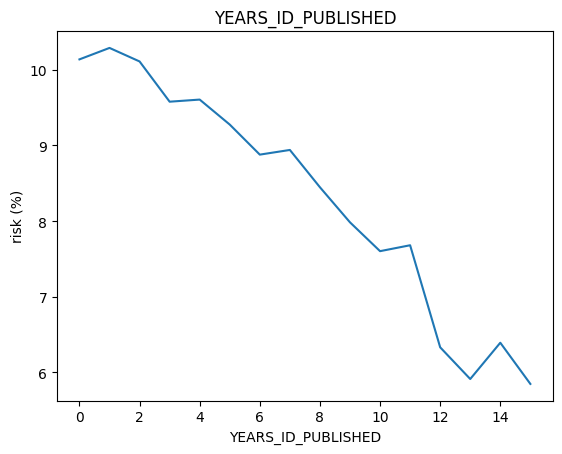 YEARS_ID_PUBLISHED
risk (%)
10
9
8
7
6
0 2 4 6 8 10 12 14
YEARS_ID_PUBLISHED